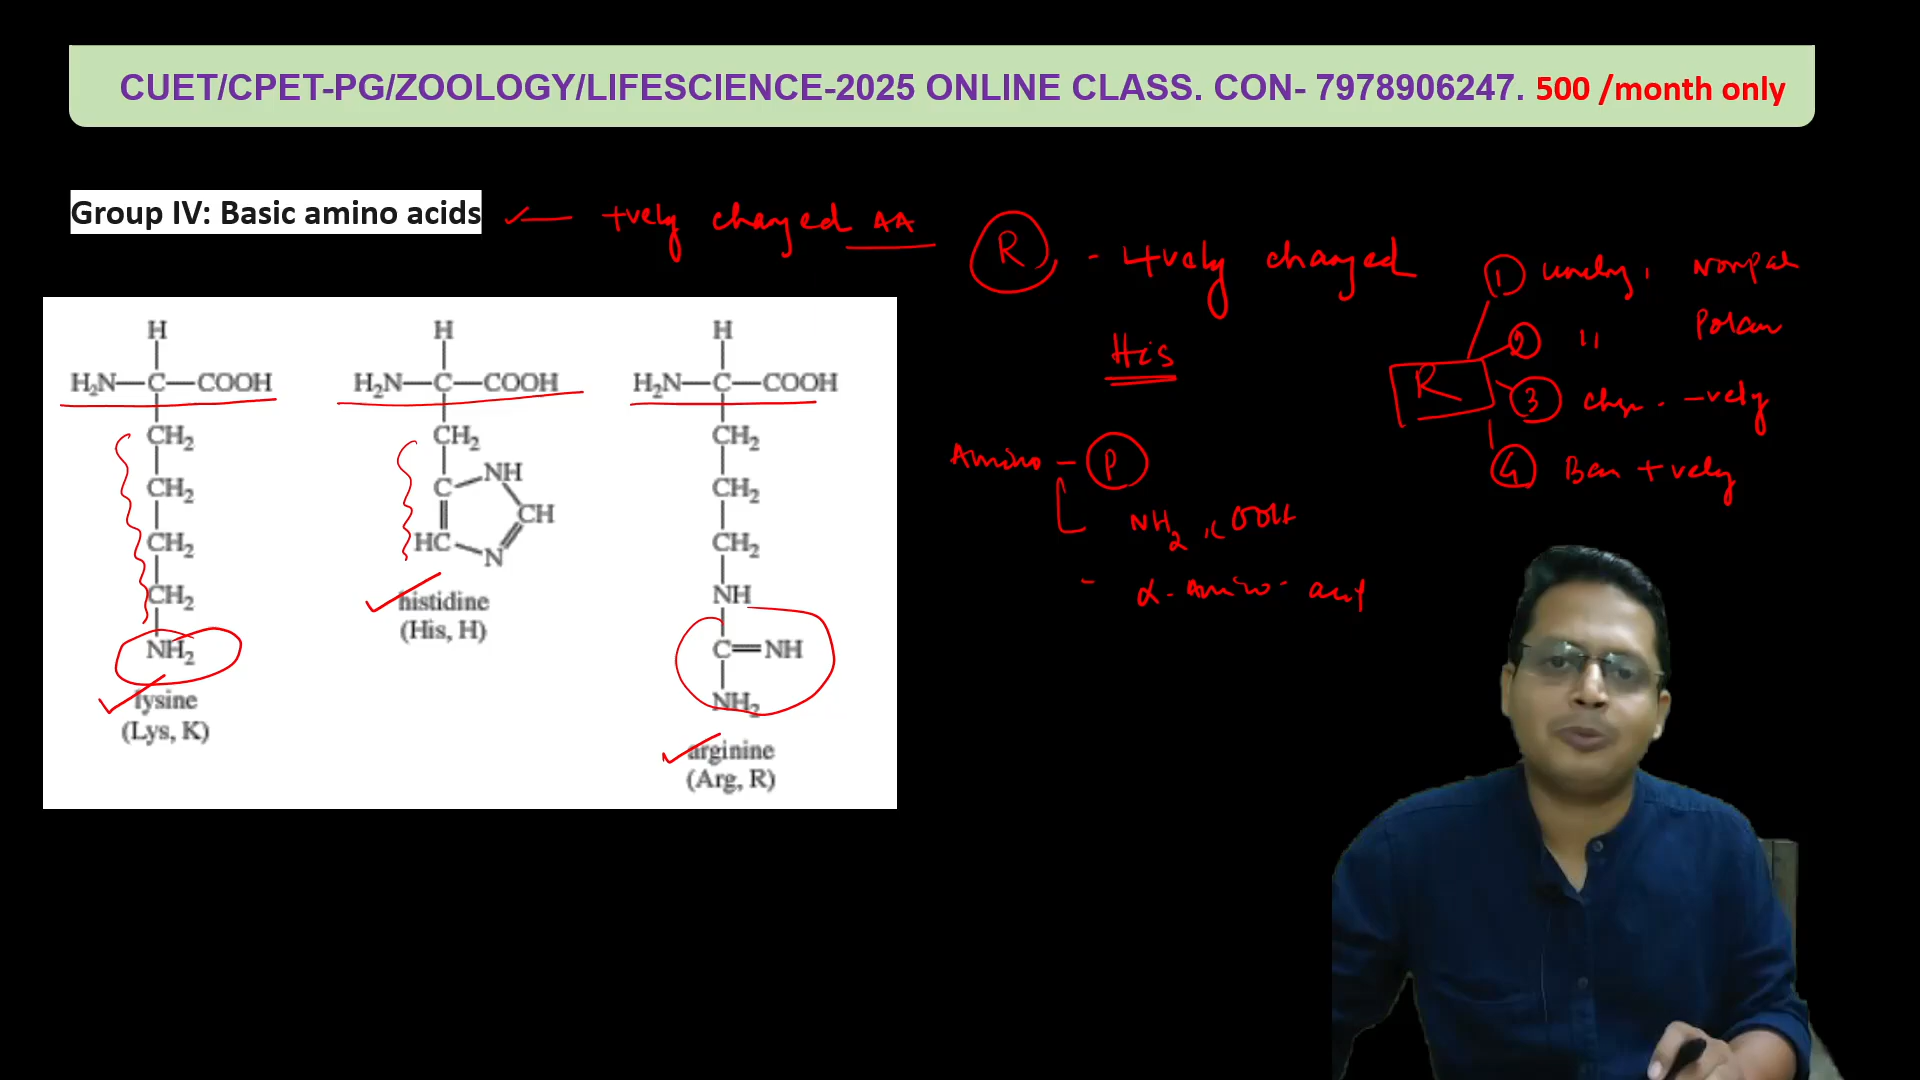 CUET/CPET-PG/ZOOLOGY/LIFESCIENCE-2025 ONLINE CLASS. CON- 7978906247. 500 /month only
Group IV: Basic amino acids
+vely charged AA
R - +vely charged
His
Amino - P
NH2, COOH
- α-Amino acid
R
1 Nonpolar
2 " Polar
3 -vely
4 +vely
H
H2N—C—COOH
CH2
CH2
CH2
CH2
NH2
lysine
(Lys, K)
H
H2N—C—COOH
CH2
C NH
CH
HC N
histidine
(His, H)
H
H2N—C—COOH
CH2
CH2
CH2
NH
C=NH
NH2
arginine
(Arg, R)